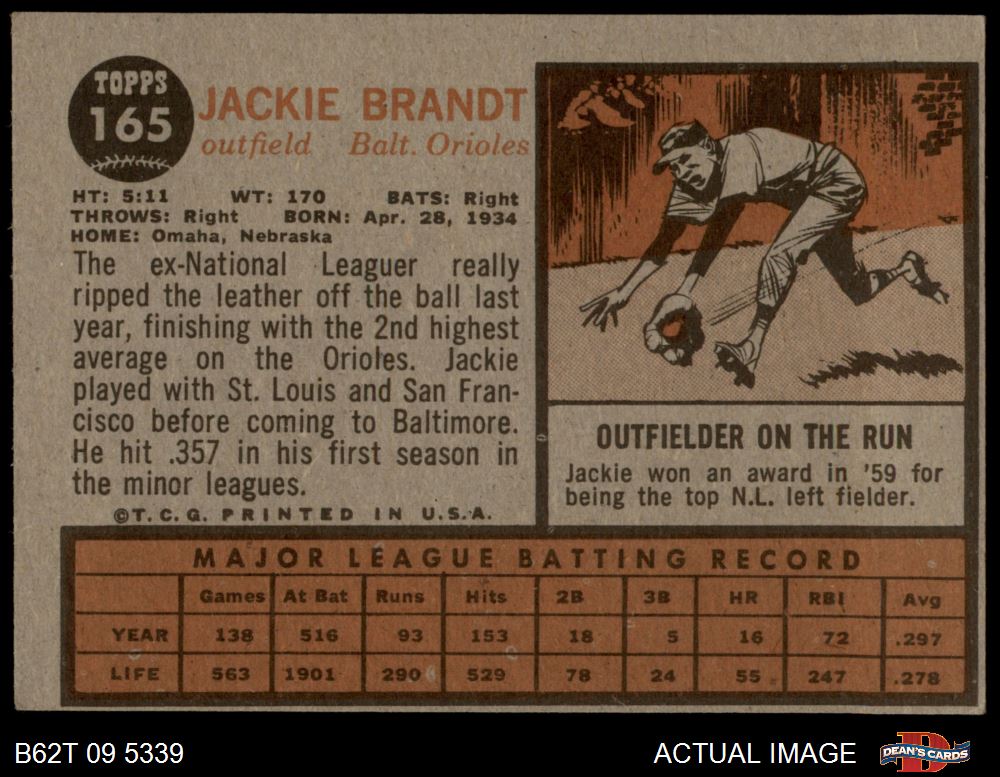 TOPPS
165
JACKIE BRANDT
outfield Balt. Orioles
HT: 5:11 WT: 170 BATS: Right
THROWS: Right BORN: Apr. 28, 1934
HOME: Omaha, Nebraska
The ex-National Leaguer really
ripped the leather off the ball last
year, finishing with the 2nd highest
average on the Orioles. Jackie
played with St. Louis and San Fran-
cisco before coming to Baltimore.
He hit .357 in his first season in
the minor leagues.
©T.C.G. PRINTED IN U.S.A.
OUTFIELDER ON THE RUN
Jackie won an award in '59 for
being the top N.L. left fielder.
MAJOR LEAGUE BATTING RECORD
Games At Bat Runs Hits 2B 3B HR RBI Avg
YEAR 138 516 93 153 18 5 16 72 .297
LIFE 563 1901 290 529 78 24 55 247 .278
B62T 09 5339
ACTUAL IMAGE
DEAN'S CARDS